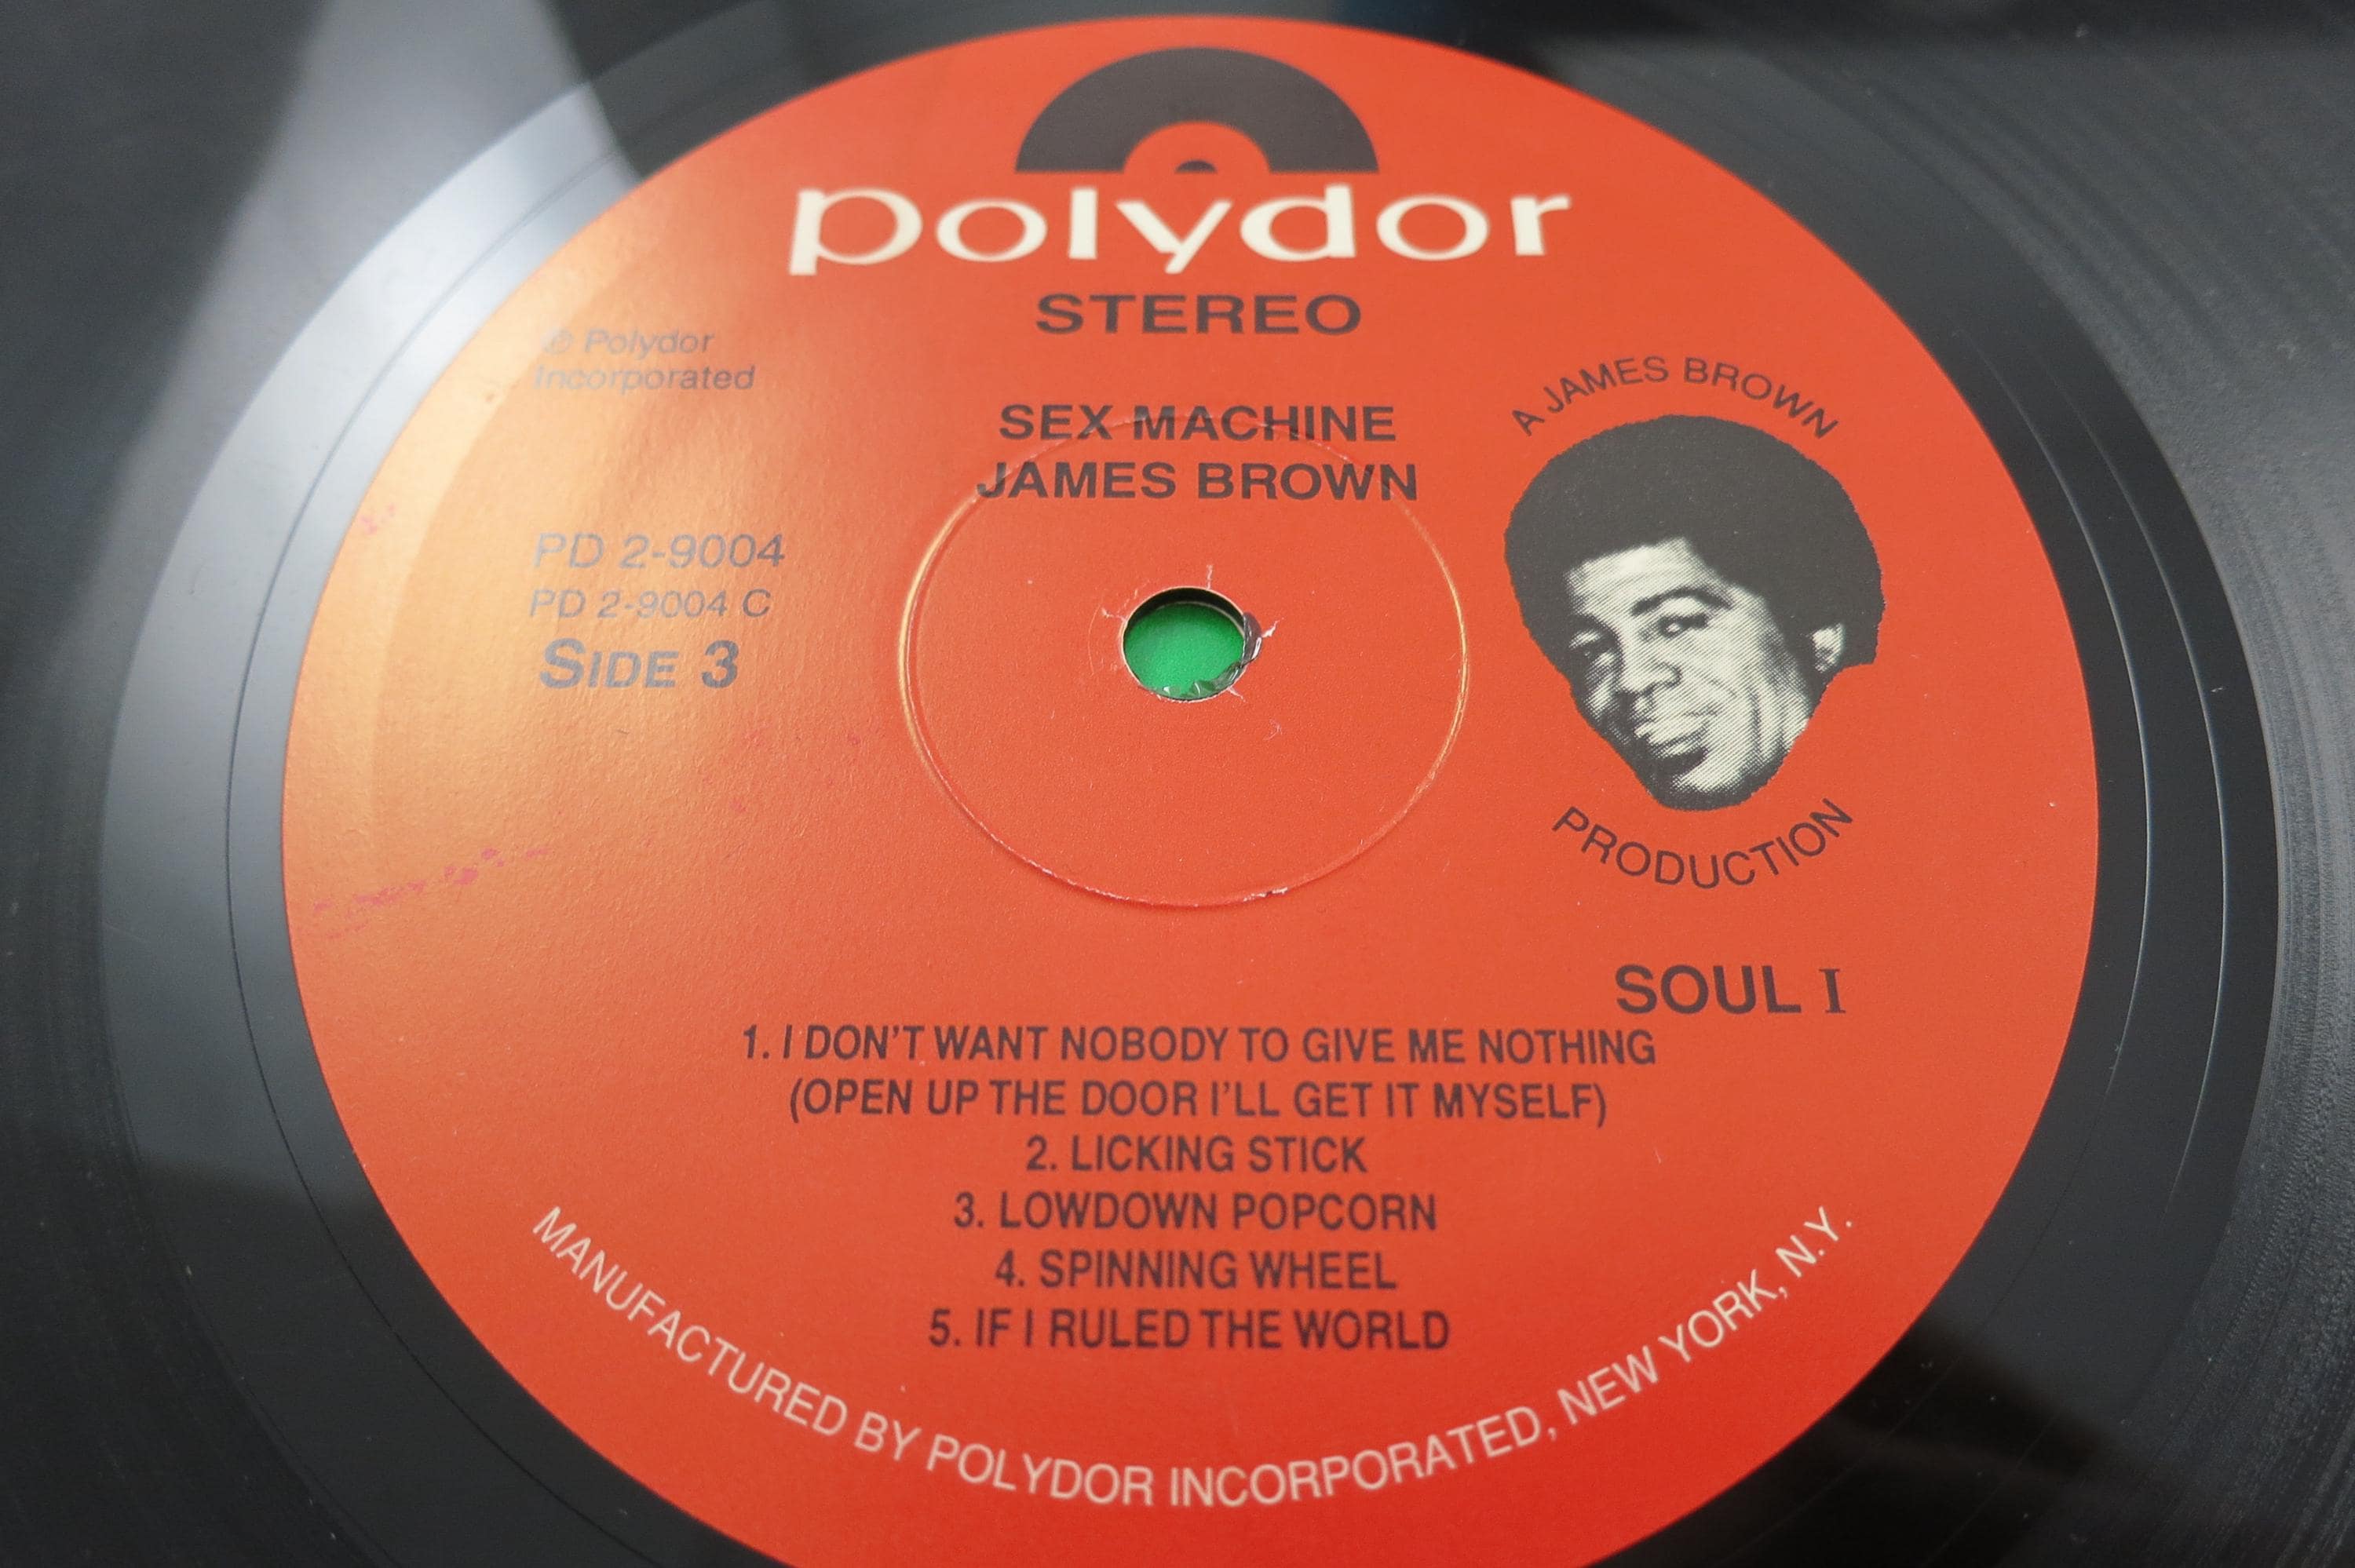 polydor
STEREO
℗ Polydor
Incorporated
SEX MACHINE
JAMES BROWN
A JAMES BROWN
PRODUCTION
PD 2-9004
PD 2-9004 C
SIDE 3
SOUL I
1. I DON'T WANT NOBODY TO GIVE ME NOTHING
(OPEN UP THE DOOR I'LL GET IT MYSELF)
2. LICKING STICK
3. LOWDOWN POPCORN
4. SPINNING WHEEL
5. IF I RULED THE WORLD
MANUFACTURED BY POLYDOR INCORPORATED, NEW YORK, N.Y.